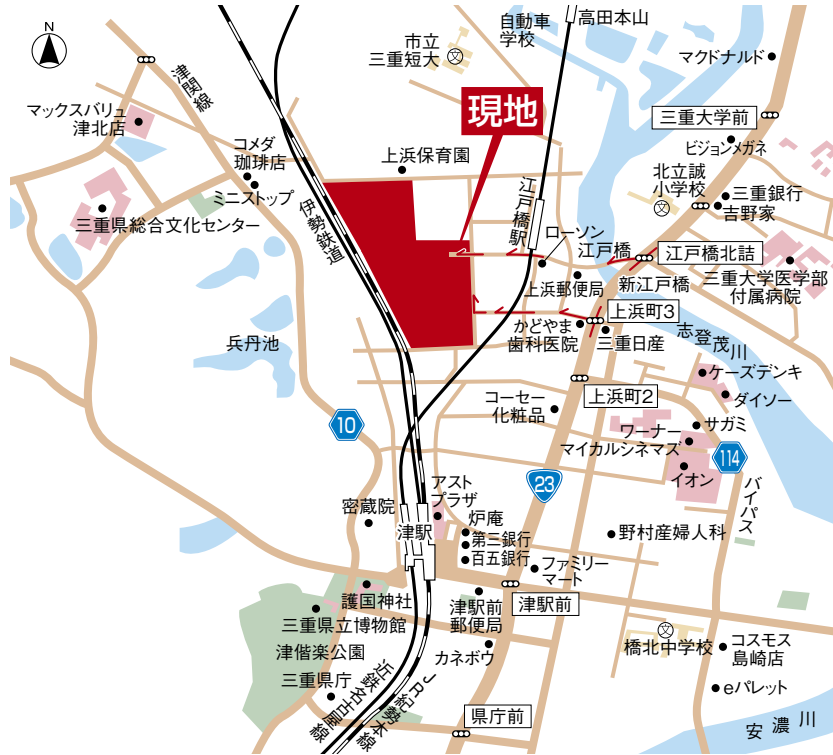 N
津関線
マックスバリュ
津北店
コメダ
珈琲店
ミニストップ
三重県総合文化センター
市立
三重短大
文
自動車
学校
高田本山
マクドナルド
現地
三重大学前
ビジョンメガネ
上浜保育園
北立誠
小学校
文
三重銀行
吉野家
江戸橋駅
伊勢鉄道
ローソン
江戸橋
江戸橋北詰
上浜郵便局
新江戸橋
三重大学医学部
付属病院
上浜町3
かどやま
歯科医院
三重日産
志登茂川
兵丹池
ケーズデンキ
ダイソー
上浜町2
コーセー
化粧品
サガミ
ワーナー
マイカルシネマズ
イオン
10
114
バイパス
23
アスト
プラザ
密蔵院
津駅
炉庵
第三銀行
百五銀行
野村産婦人科
ファミリー
マート
護国神社
津駅前
郵便局
津駅前
三重県立博物館
津偕楽公園
カネボウ
文
橋北中学校
コスモス
島崎店
三重県庁
近鉄名古屋線
JR紀勢本線
eパレット
県庁前
安濃川